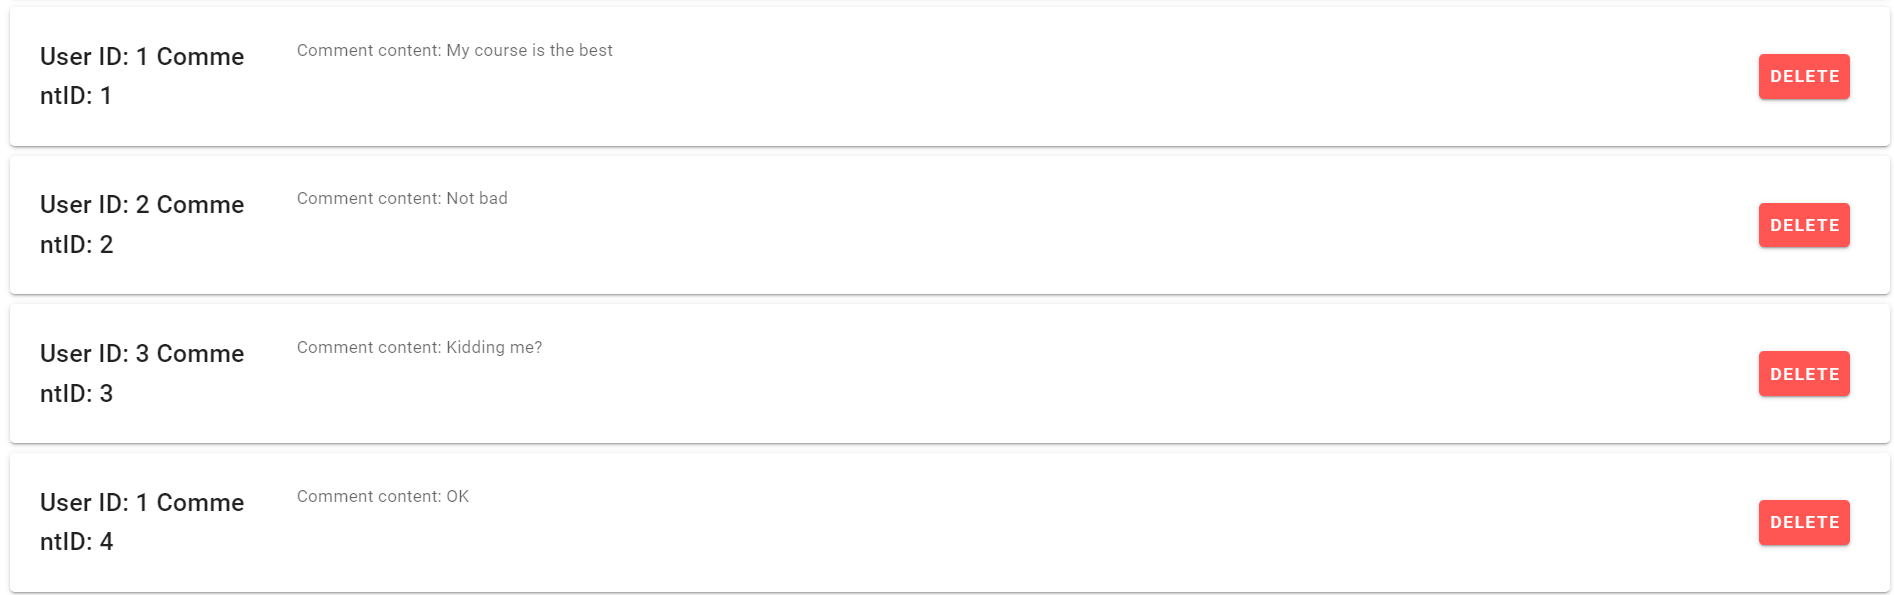 User ID: 1 Comme
ntID: 1
Comment content: My course is the best
DELETE
User ID: 2 Comme
ntID: 2
Comment content: Not bad
DELETE
User ID: 3 Comme
ntID: 3
Comment content: Kidding me?
DELETE
User ID: 1 Comme
ntID: 4
Comment content: OK
DELETE